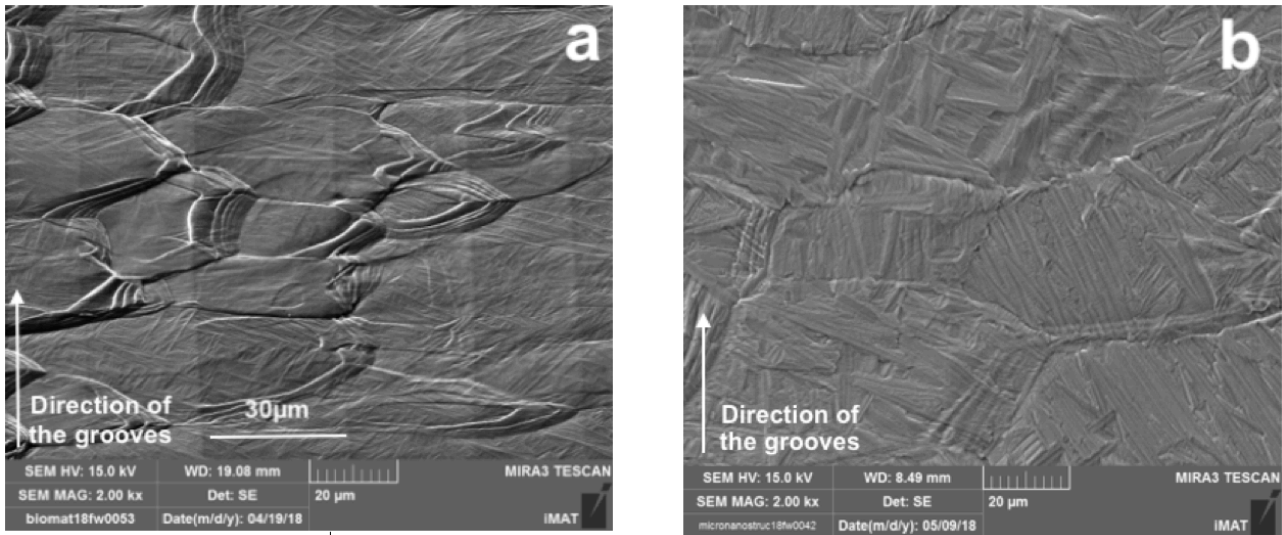 a
Direction of
the grooves
30µm
SEM HV: 15.0 kV
WD: 19.08 mm
MIRA3 TESCAN
SEM MAG: 2.00 kx
Det: SE
20 µm
biomat18fw0053
Date(m/d/y): 04/19/18
iMAT
b
Direction of
the grooves
SEM HV: 15.0 kV
WD: 8.49 mm
MIRA3 TESCAN
SEM MAG: 2.00 kx
Det: SE
20 µm
micronanostruc18fw0042
Date(m/d/y): 05/09/18
iMAT